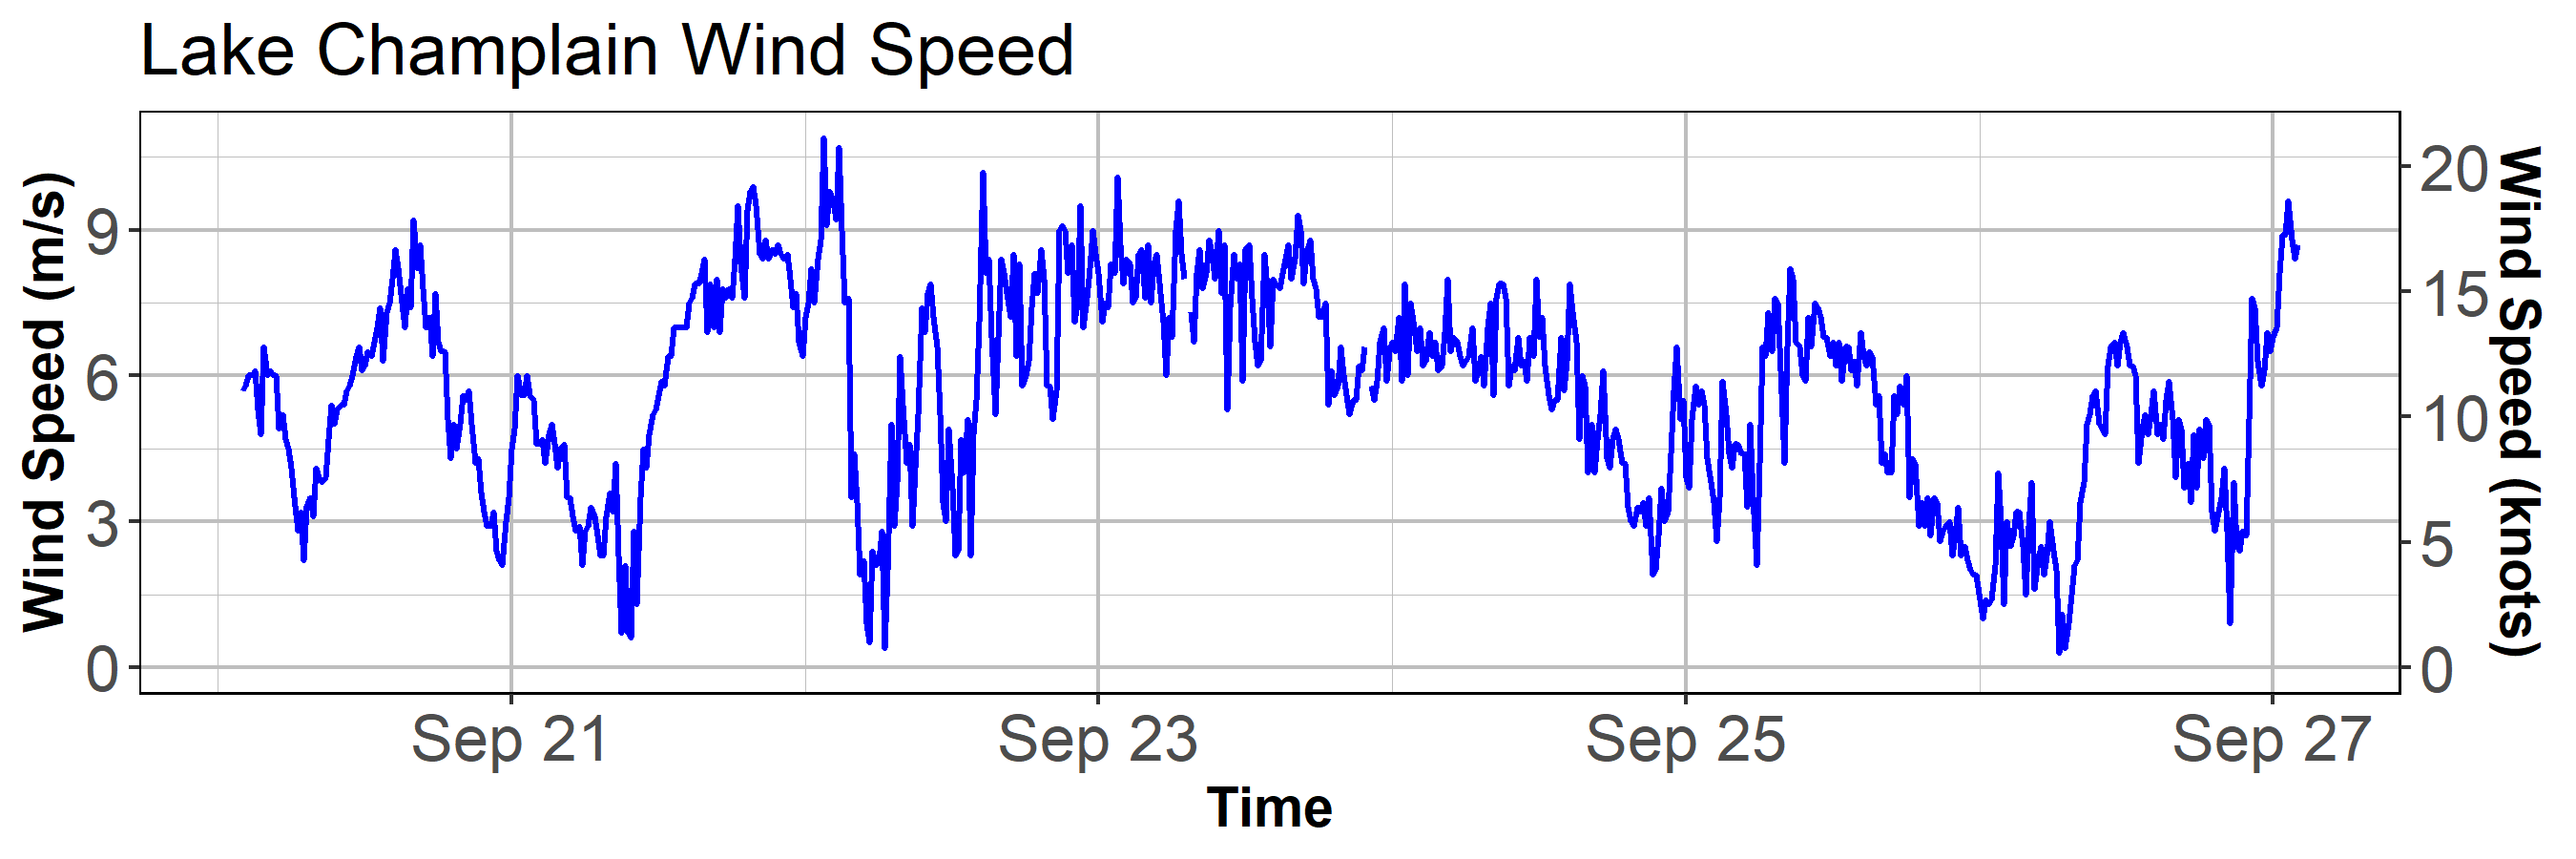 Lake Champlain Wind Speed
Wind Speed (m/s)
9
6
3
0
20
15
10
5
0
Wind Speed (knots)
Sep 21
Sep 23
Sep 25
Sep 27
Time